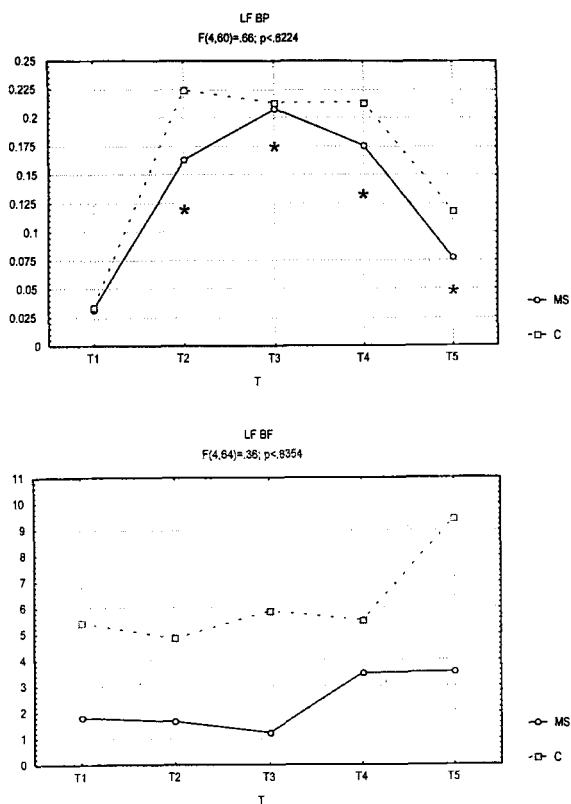 LF BP
F(4,60)=.66; p<.6224
0.25
0.225
0.2
0.175
0.15
0.125
0.1
0.075
0.05
0.025
0
* * * *
T1 T2 T3 T4 T5
T
MS
C
LF BF
F(4,64)=.36; p<.8354
11
10
9
8
7
6
5
4
3
2
1
0
T1 T2 T3 T4 T5
T
MS
C